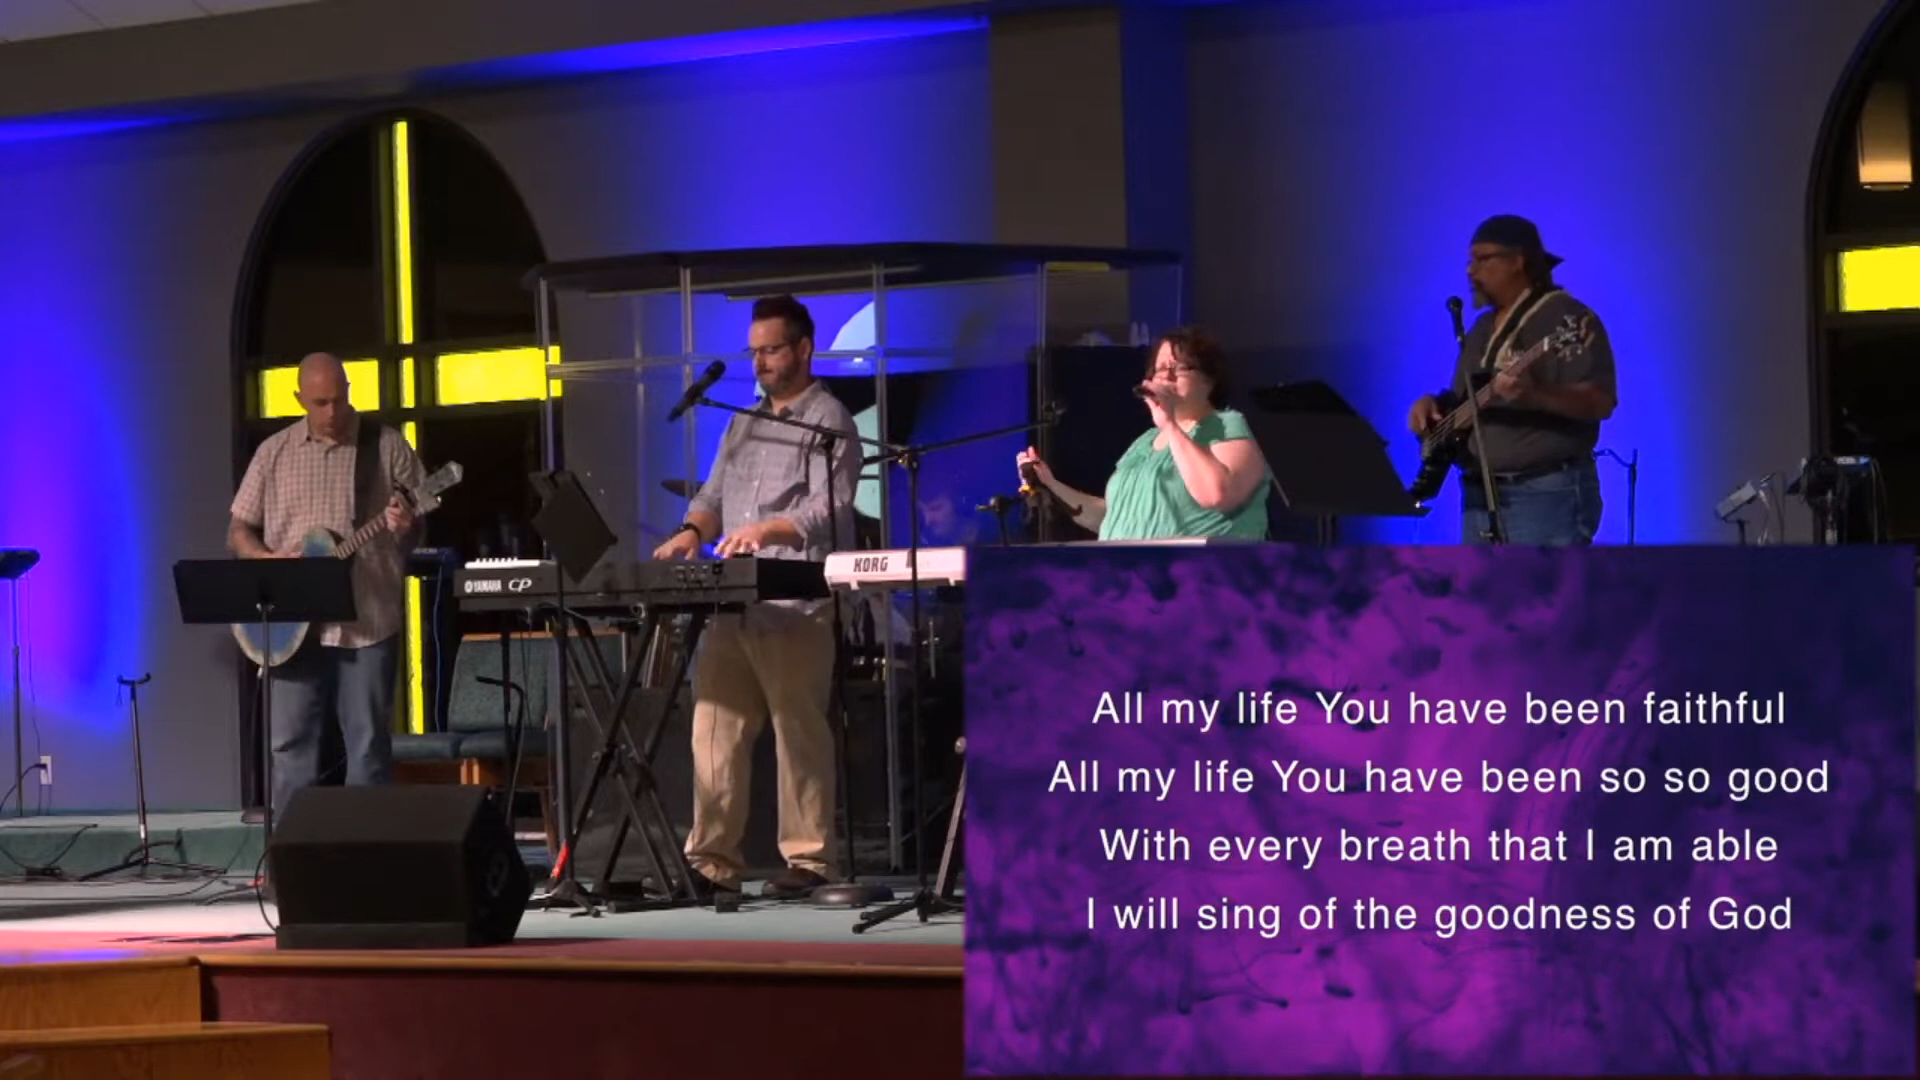 YAMAHA CP
KORG
All my life You have been faithful
All my life You have been so so good
With every breath that I am able
I will sing of the goodness of God